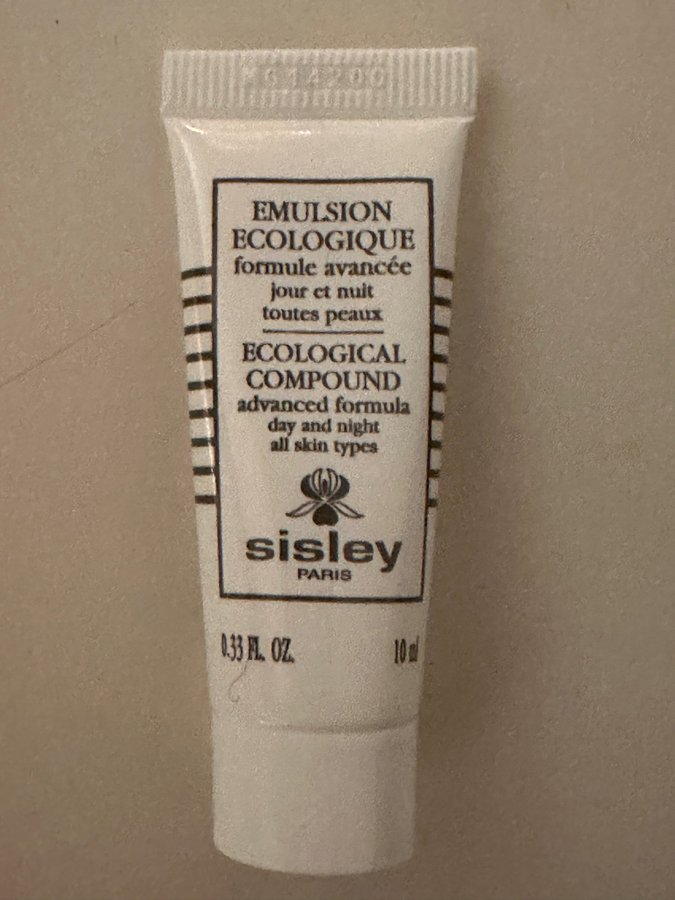 EMULSION
ECOLOGIQUE
formule avancée
jour et nuit
toutes peaux
ECOLOGICAL
COMPOUND
advanced formula
day and night
all skin types
sisley
PARIS
0.33 FL. OZ. 10 ml